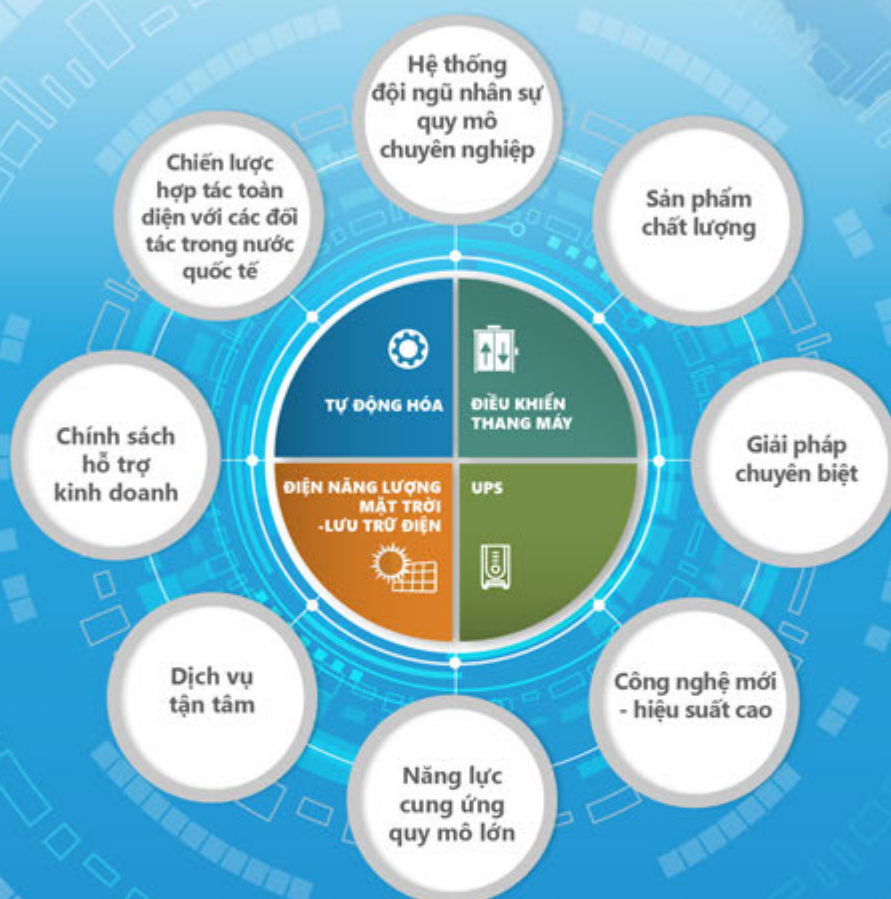 Hệ thống
đội ngũ nhân sự
quy mô
chuyên nghiệp
Chiến lược
hợp tác toàn
diện với các đối
tác trong nước
quốc tế
Sản phẩm
chất lượng
TỰ ĐỘNG HÓA
ĐIỀU KHIỂN
THANG MÁY
Chính sách
hỗ trợ
kinh doanh
Giải pháp
chuyên biệt
ĐIỆN NĂNG LƯỢNG
MẶT TRỜI
-LƯU TRỮ ĐIỆN
UPS
Dịch vụ
tận tâm
Công nghệ mới
- hiệu suất cao
Năng lực
cung ứng
quy mô lớn